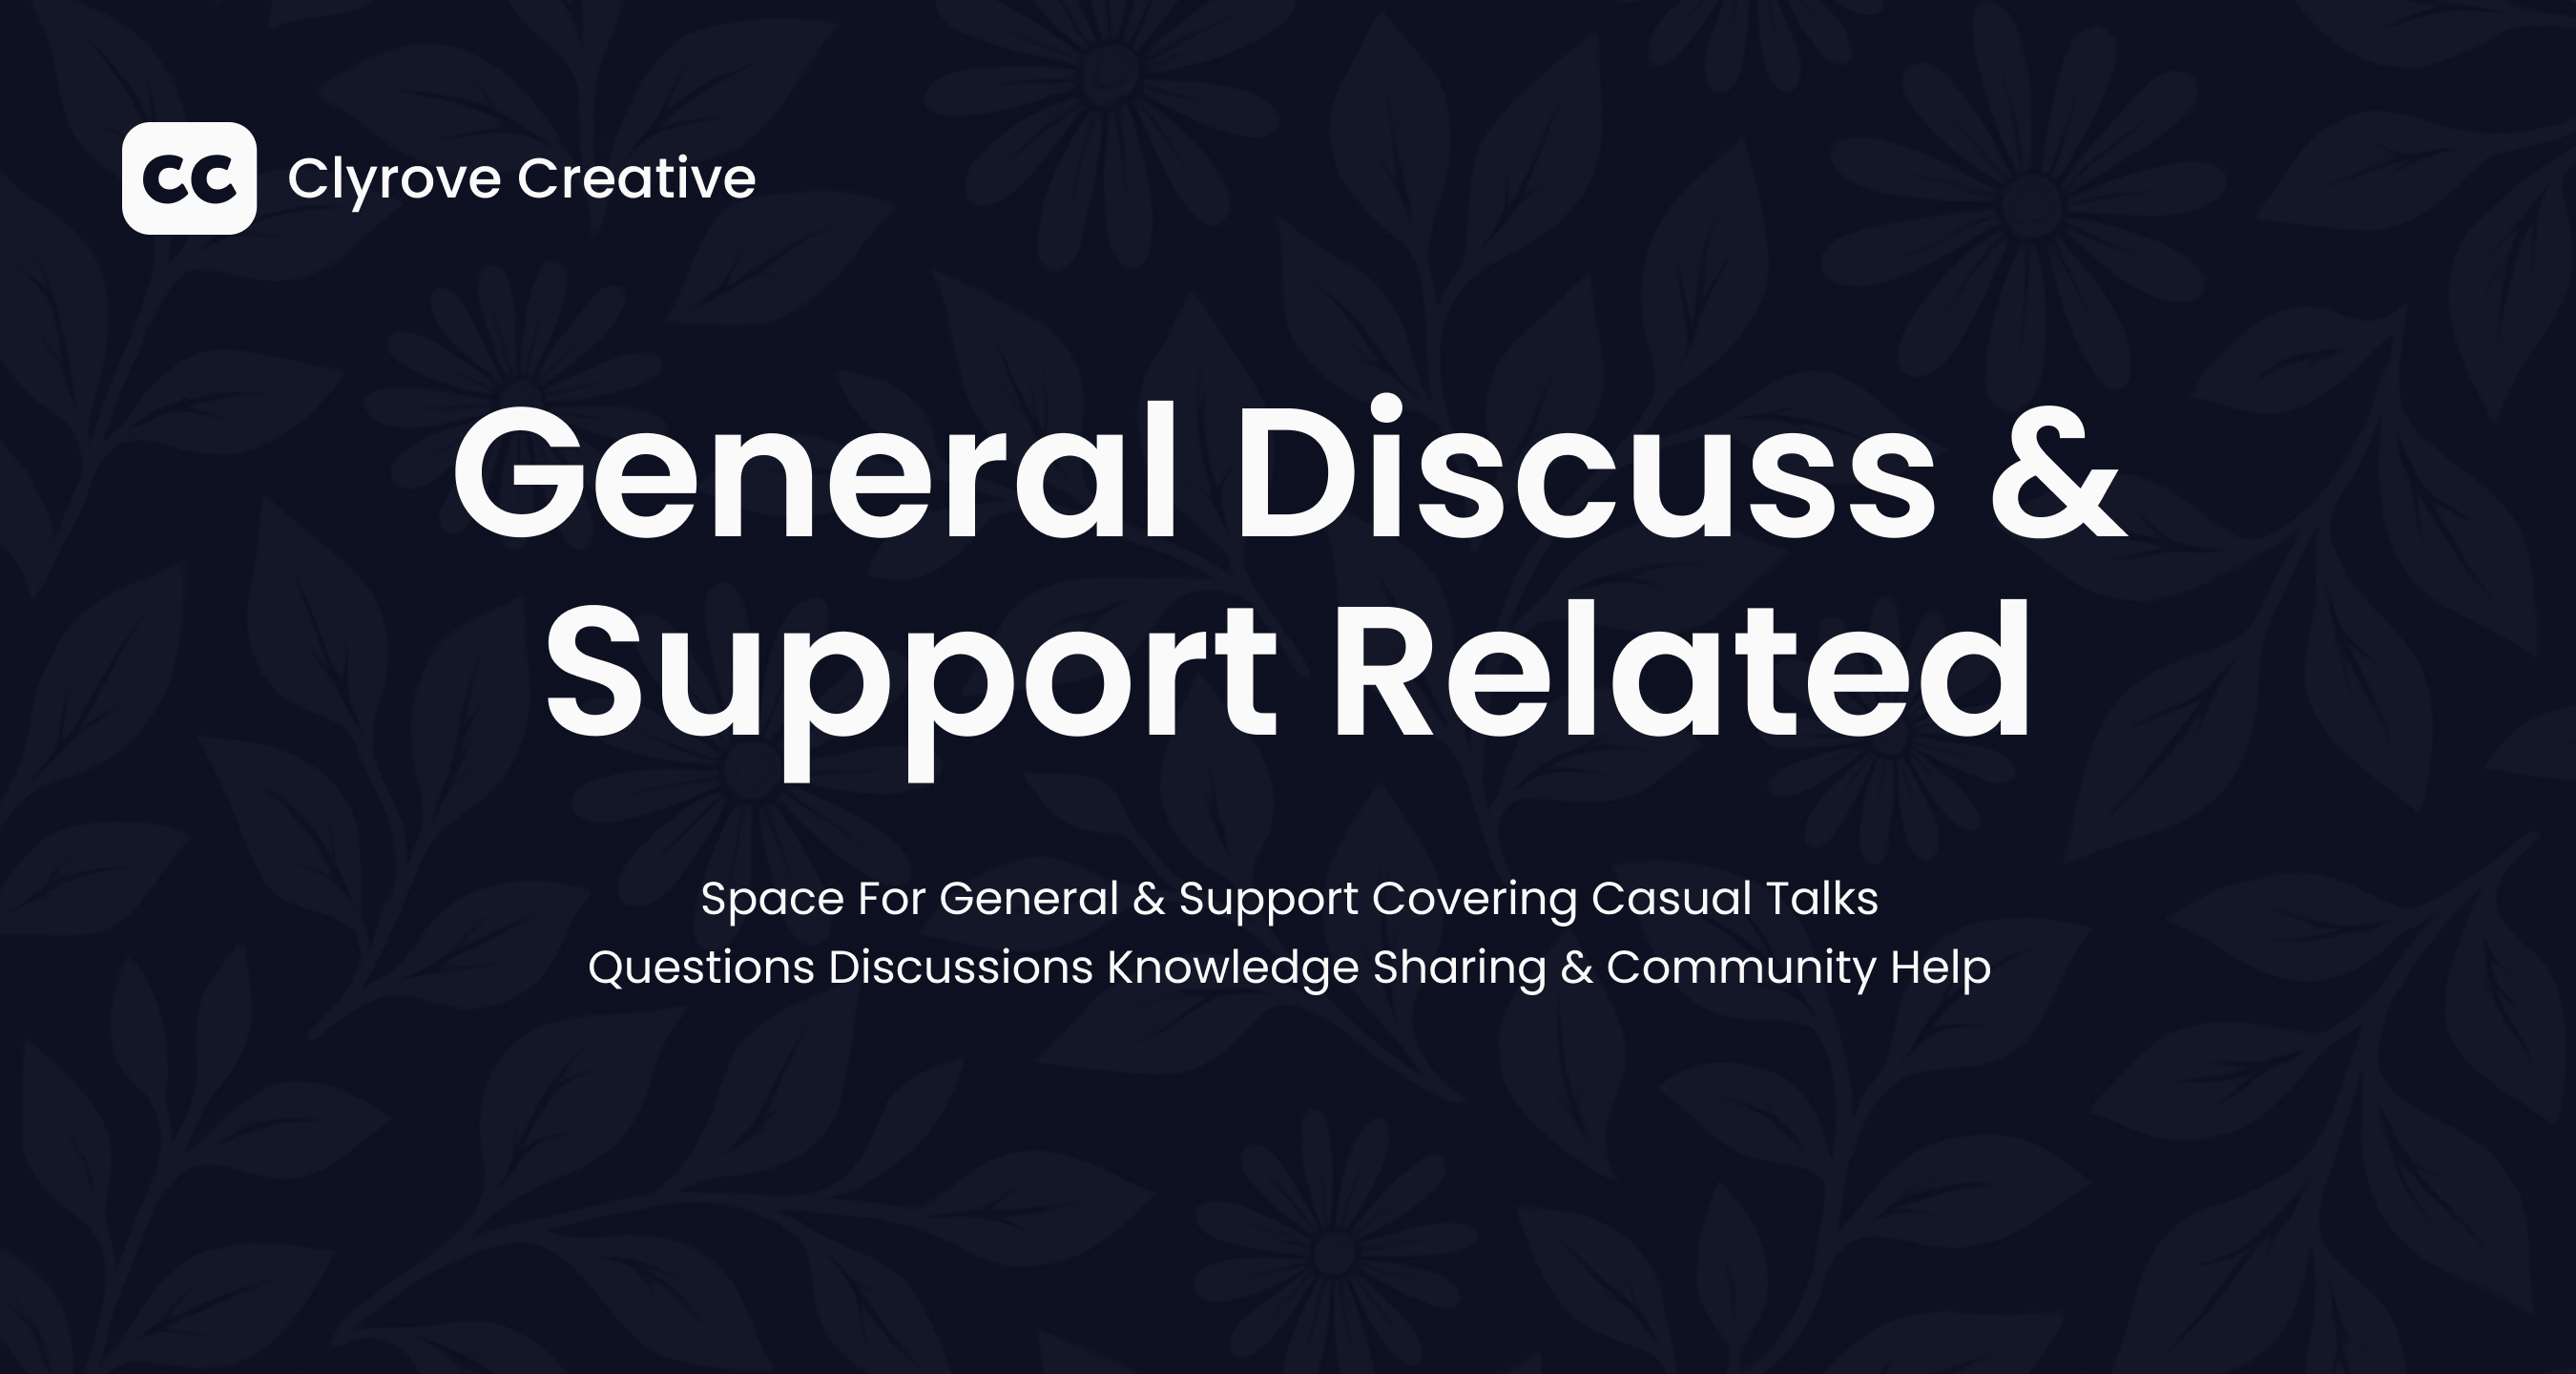 CC Clyrove Creative
General Discuss &
Support Related
Space For General & Support Covering Casual Talks
Questions Discussions Knowledge Sharing & Community Help